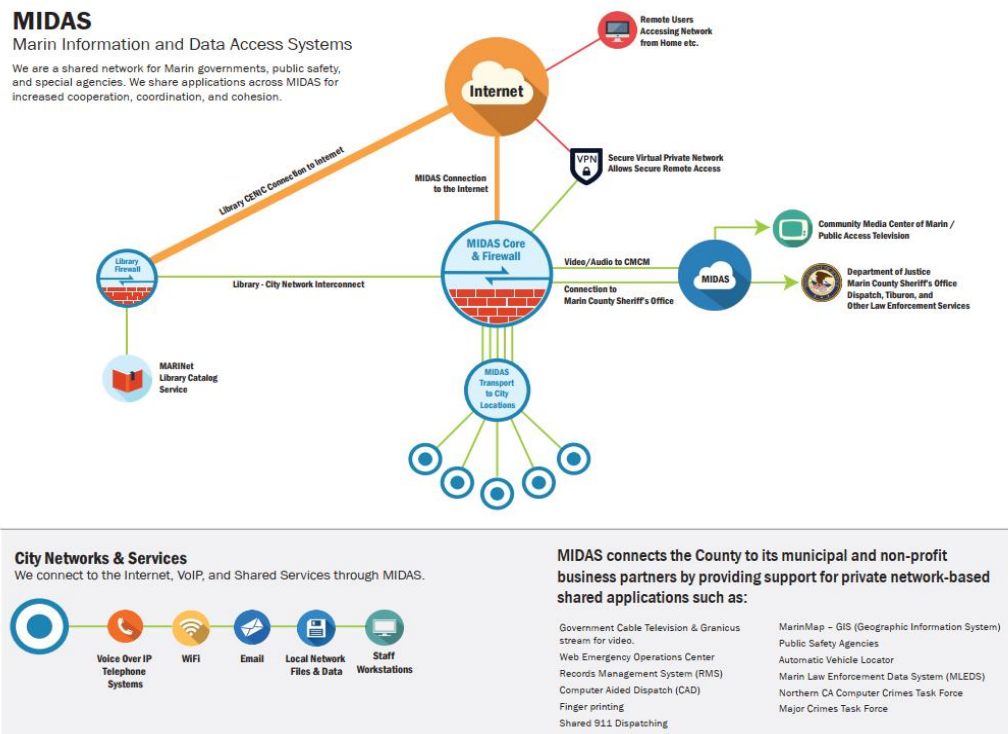 MIDAS
Marin Information and Data Access Systems
We are a shared network for Marin governments, public safety,
and special agencies. We share applications across MIDAS for
increased cooperation, coordination, and cohesion.
Remote Users
Accessing Network
from Home etc.
Internet
Library CENIC Connection to Internet
MIDAS Connection
to the Internet
VPN
Secure Virtual Private Network
Allows Secure Remote Access
Library
Firewall
Library - City Network Interconnect
MIDAS Core
& Firewall
Video/Audio to CMCM
Connection to
Marin County Sheriff's Office
MIDAS
Community Media Center of Marin /
Public Access Television
Department of Justice
Marin County Sheriff's Office
Dispatch, Tiburon, and
Other Law Enforcement Services
MARINet
Library Catalog
Service
MIDAS
Transport
to City
Locations
City Networks & Services
We connect to the Internet, VoIP, and Shared Services through MIDAS.
Voice Over IP
Telephone
Systems
WiFi
Email
Local Network
Files & Data
Staff
Workstations
MIDAS connects the County to its municipal and non-profit
business partners by providing support for private network-based
shared applications such as:
Government Cable Television & Granicus
stream for video.
Web Emergency Operations Center
Records Management System (RMS)
Computer Aided Dispatch (CAD)
Finger printing
Shared 911 Dispatching
MarinMap – GIS (Geographic Information System)
Public Safety Agencies
Automatic Vehicle Locator
Marin Law Enforcement Data System (MLEDS)
Northern CA Computer Crimes Task Force
Major Crimes Task Force